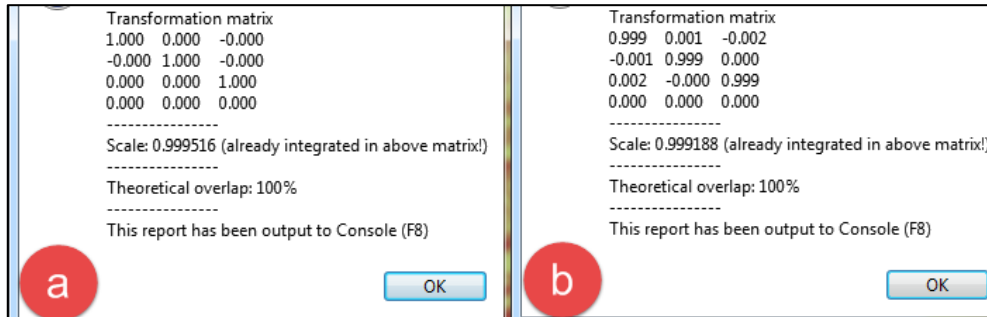 Transformation matrix
1.000 0.000 -0.000
-0.000 1.000 -0.000
0.000 0.000 1.000
0.000 0.000 0.000
----------------
Scale: 0.999516 (already integrated in above matrix!)
----------------
Theoretical overlap: 100%
----------------
This report has been output to Console (F8)
OK
a
Transformation matrix
0.999 0.001 -0.002
-0.001 0.999 0.000
0.002 -0.000 0.999
0.000 0.000 0.000
----------------
Scale: 0.999188 (already integrated in above matrix!)
----------------
Theoretical overlap: 100%
----------------
This report has been output to Console (F8)
OK
b